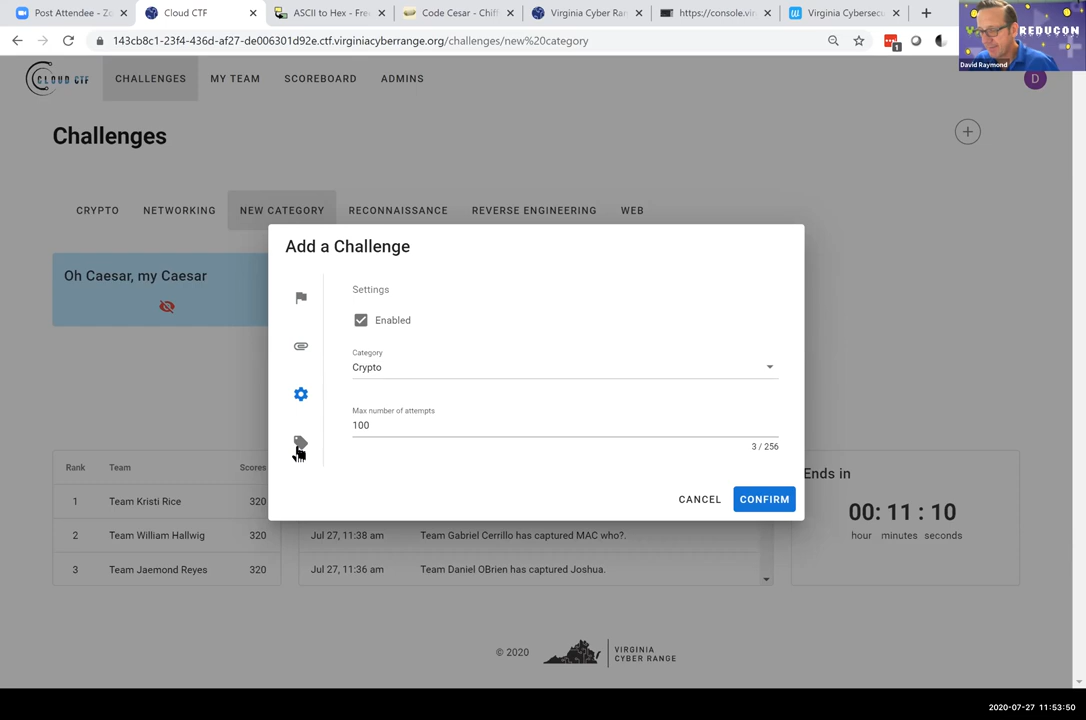 Post Attendee - Zo
Cloud CTF
ASCII to Hex - Fre
Code Cesar - Chiff
Virginia Cyber Ran
https://console.vir
Virginia Cybersecu
143cb8c1-23f4-436d-af27-de006301d92e.ctf.virginiacyberrange.org/challenges/new%20category
1
REDUCON
David Raymond
CLOUD CTF
CHALLENGES
MY TEAM
SCOREBOARD
ADMINS
D
Challenges
CRYPTO
NETWORKING
NEW CATEGORY
RECONNAISSANCE
REVERSE ENGINEERING
WEB
Oh Caesar, my Caesar
Add a Challenge
Settings
Enabled
Category
Crypto
Max number of attempts
100
3 / 256
CANCEL
CONFIRM
Rank Team Scores
1 Team Kristi Rice 320
2 Team William Hallwig 320
3 Team Jaemond Reyes 320
Jul 27, 11:38 am Team Gabriel Cerrillo has captured MAC who?.
Jul 27, 11:36 am Team Daniel OBrien has captured Joshua.
Ends in
00: 11 : 10
hour minutes seconds
© 2020
VIRGINIA
CYBER RANGE
2020-07-27 11:53:50